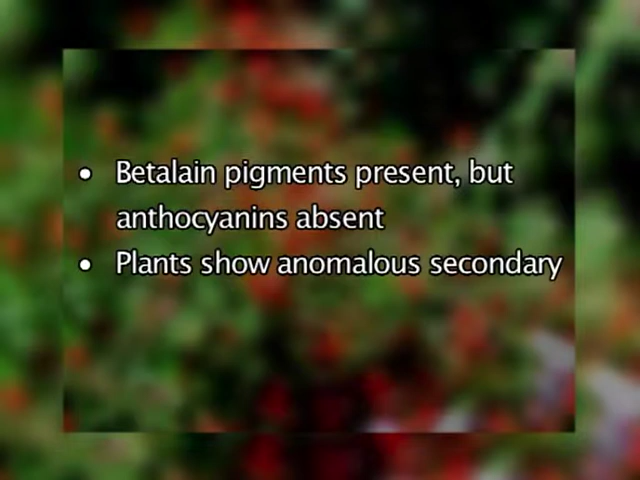 • Betalain pigments present, but
anthocyanins absent
• Plants show anomalous secondary